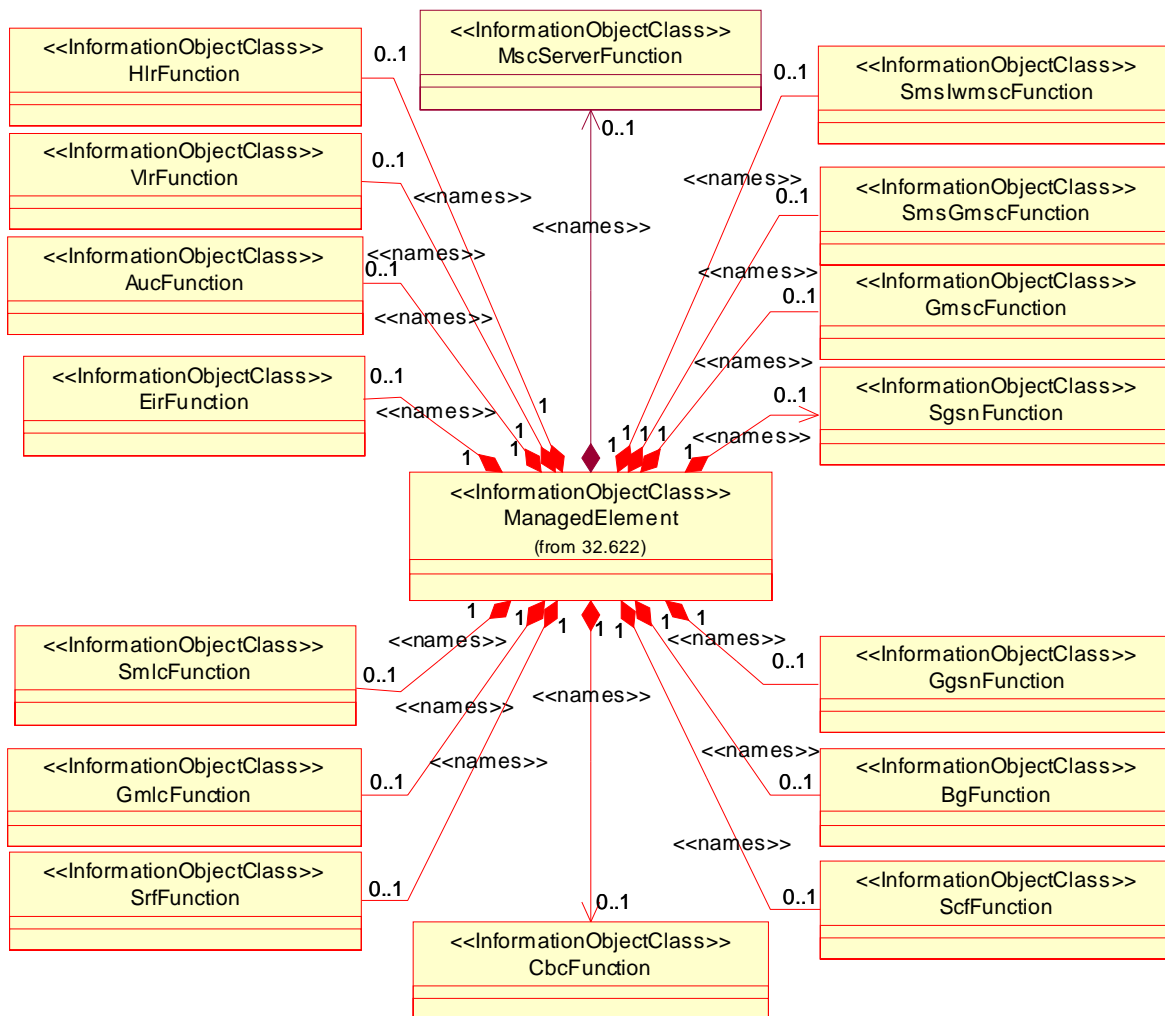 <<InformationObjectClass>>
HlrFunction
0..1
<<InformationObjectClass>>
MscServerFunction
0..1
<<InformationObjectClass>>
SmsIwmscFunction
0..1
<<InformationObjectClass>>
VlrFunction
0..1
<<names>>
<<names>>
<<names>>
<<InformationObjectClass>>
SmsGmscFunction
0..1
<<InformationObjectClass>>
AucFunction
0..1
<<names>>
<<names>>
<<names>>
<<InformationObjectClass>>
GmscFunction
0..1
<<InformationObjectClass>>
EirFunction
0..1
<<names>>
<<names>>
<<InformationObjectClass>>
SgsnFunction
0..1
<<names>>
1
1
1
1
1
1
1
1
<<InformationObjectClass>>
ManagedElement
(from 32.622)
1
1
1
1
1
1
1
<<InformationObjectClass>>
SmlcFunction
0..1
<<names>>
<<names>>
<<InformationObjectClass>>
GgsnFunction
0..1
<<names>>
<<names>>
<<InformationObjectClass>>
GmlcFunction
0..1
<<names>>
<<names>>
<<InformationObjectClass>>
BgFunction
0..1
<<names>>
<<InformationObjectClass>>
SrfFunction
0..1
<<InformationObjectClass>>
ScfFunction
0..1
0..1
<<InformationObjectClass>>
CbcFunction